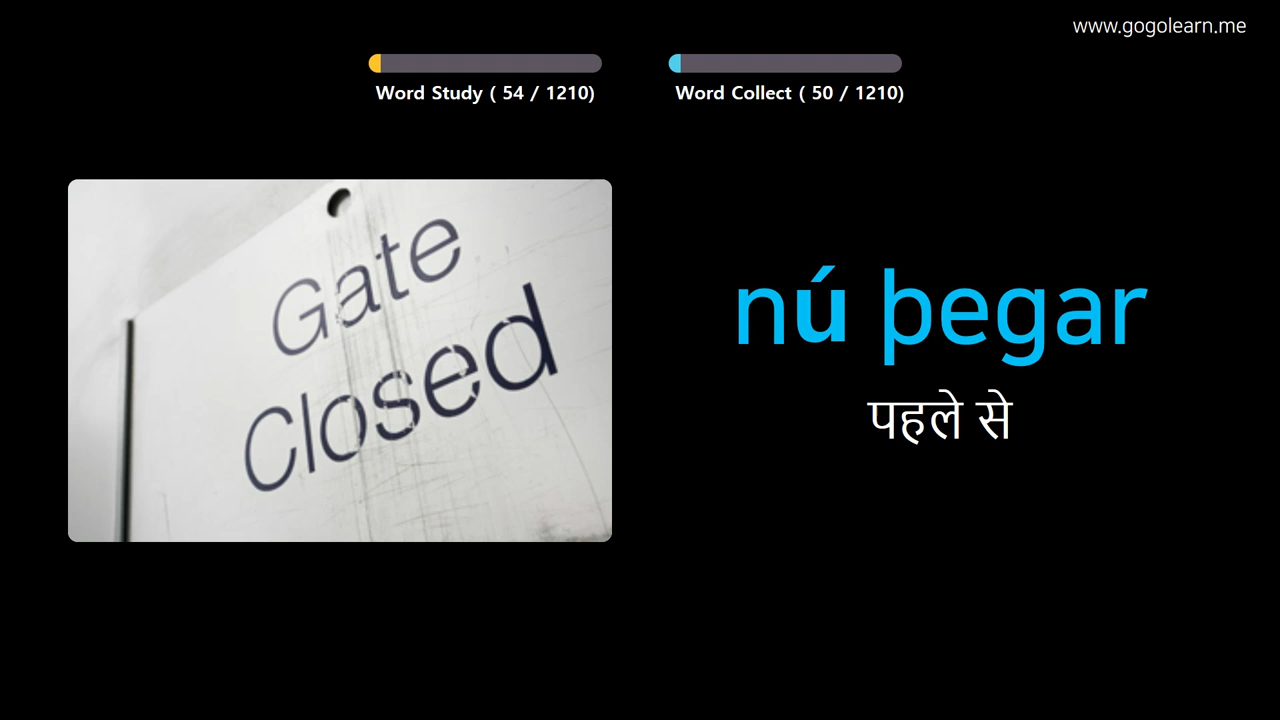 www.gogolearn.me
Word Study ( 54 / 1210)
Word Collect ( 50 / 1210)
Gate
Closed
nú þegar
पहले से